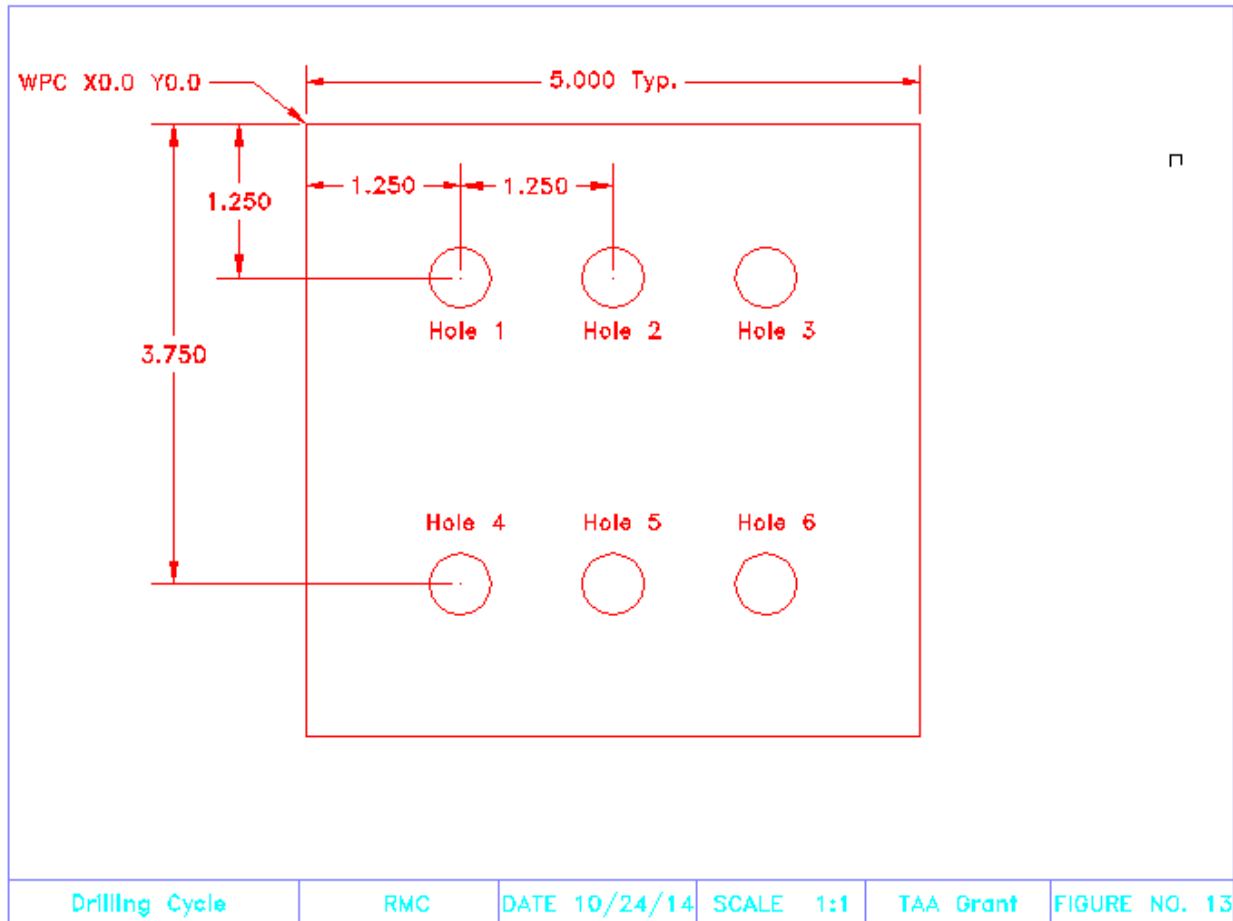 WPC X0.0 Y0.0
5.000 Typ.
1.250 1.250
1.250
Hole 1 Hole 2 Hole 3
3.750
Hole 4 Hole 5 Hole 6
Drilling Cycle RMC DATE 10/24/14 SCALE 1:1 TAA Grant FIGURE NO. 13